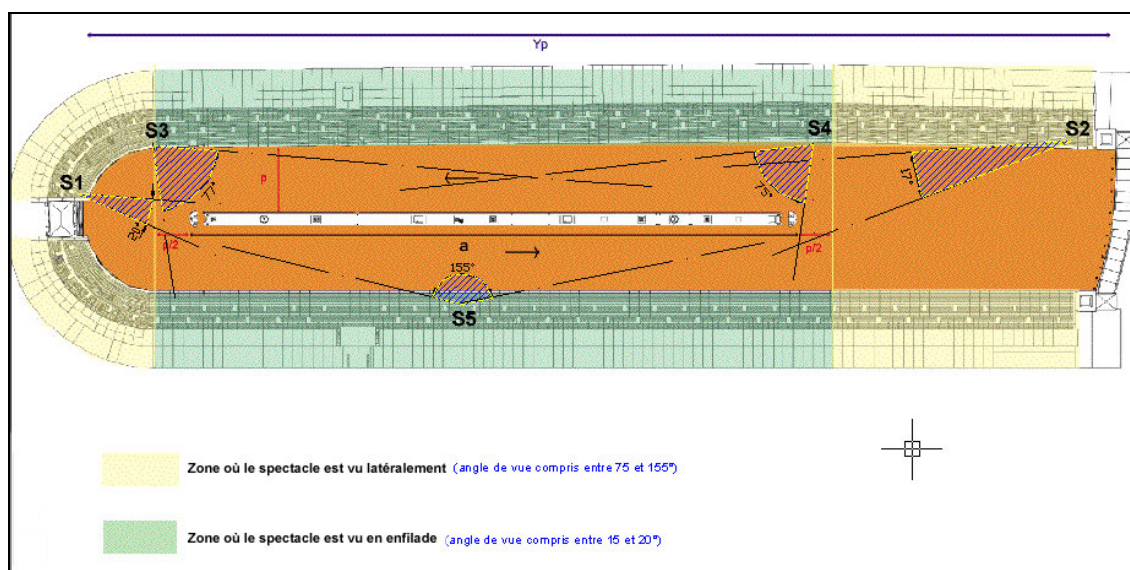 Yp
S3
S4
S2
S1
p
77°
75°
17°
20°
p/2
a
p/2
155°
S5
Zone où le spectacle est vu latéralement (angle de vue compris entre 75 et 155°)
Zone où le spectacle est vu en enfilade (angle de vue compris entre 15 et 20°)